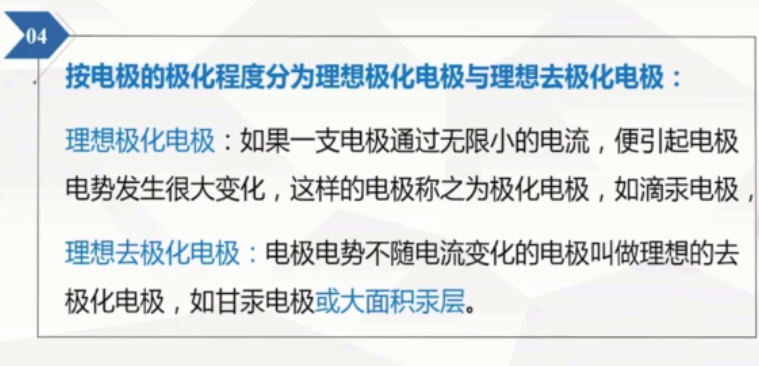 04
按电极的极化程度分为理想极化电极与理想去极化电极：
理想极化电极：如果一支电极通过无限小的电流，便引起电极
电势发生很大变化，这样的电极称之为极化电极，如滴汞电极，
理想去极化电极：电极电势不随电流变化的电极叫做理想的去
极化电极，如甘汞电极或大面积汞层。